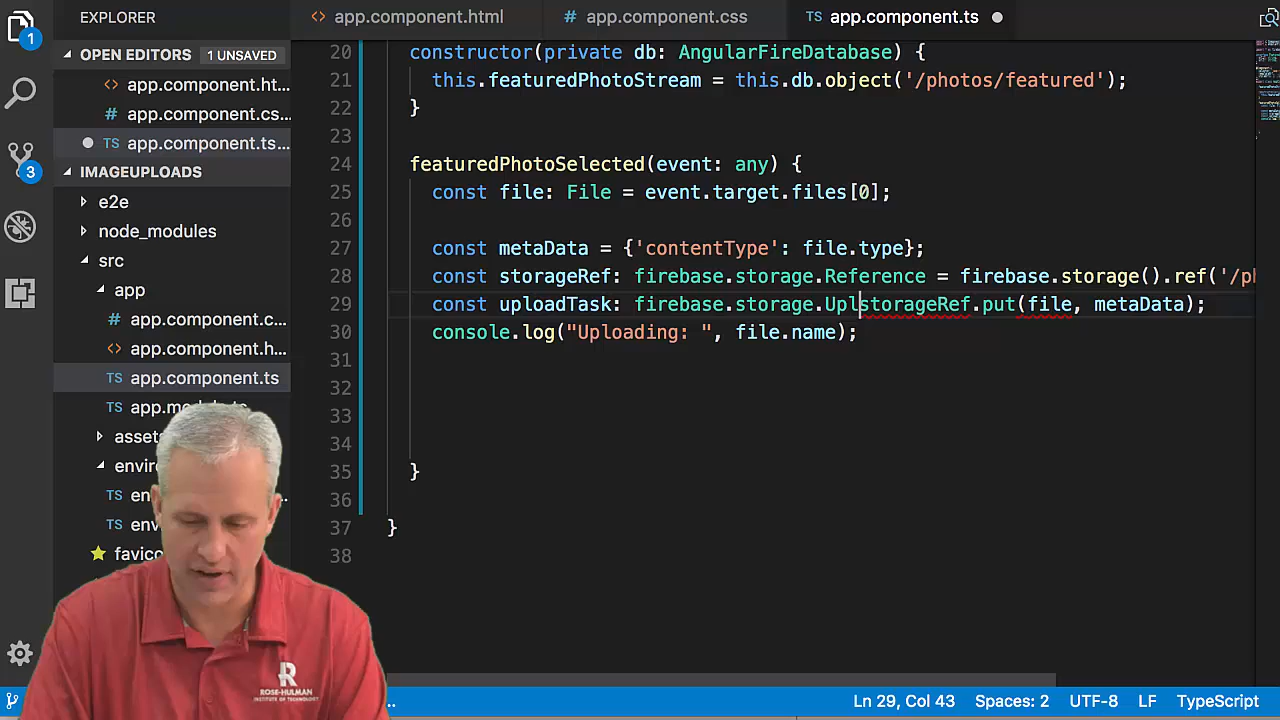 EXPLORER
app.component.html
app.component.css
TS app.component.ts
OPEN EDITORS 1 UNSAVED
app.component.ht...
app.component.cs...
TS app.component.ts...
IMAGEUPLOADS
e2e
node_modules
src
app
app.component.c...
app.component.h...
TS app.component.ts
TS
asset
envir
TS en
TS env
favico
1
3
20 constructor(private db: AngularFireDatabase) {
21 this.featuredPhotoStream = this.db.object('/photos/featured');
22 }
23
24 featuredPhotoSelected(event: any) {
25 const file: File = event.target.files[0];
26
27 const metaData = {'contentType': file.type};
28 const storageRef: firebase.storage.Reference = firebase.storage().ref('/ph
29 const uploadTask: firebase.storage.UplstorageRef.put(file, metaData);
30 console.log("Uploading: ", file.name);
31
32
33
34
35 }
36
37 }
38
R
ROSE-HULMAN
INSTITUTE OF TECHNOLOGY
Ln 29, Col 43 Spaces: 2 UTF-8 LF TypeScript